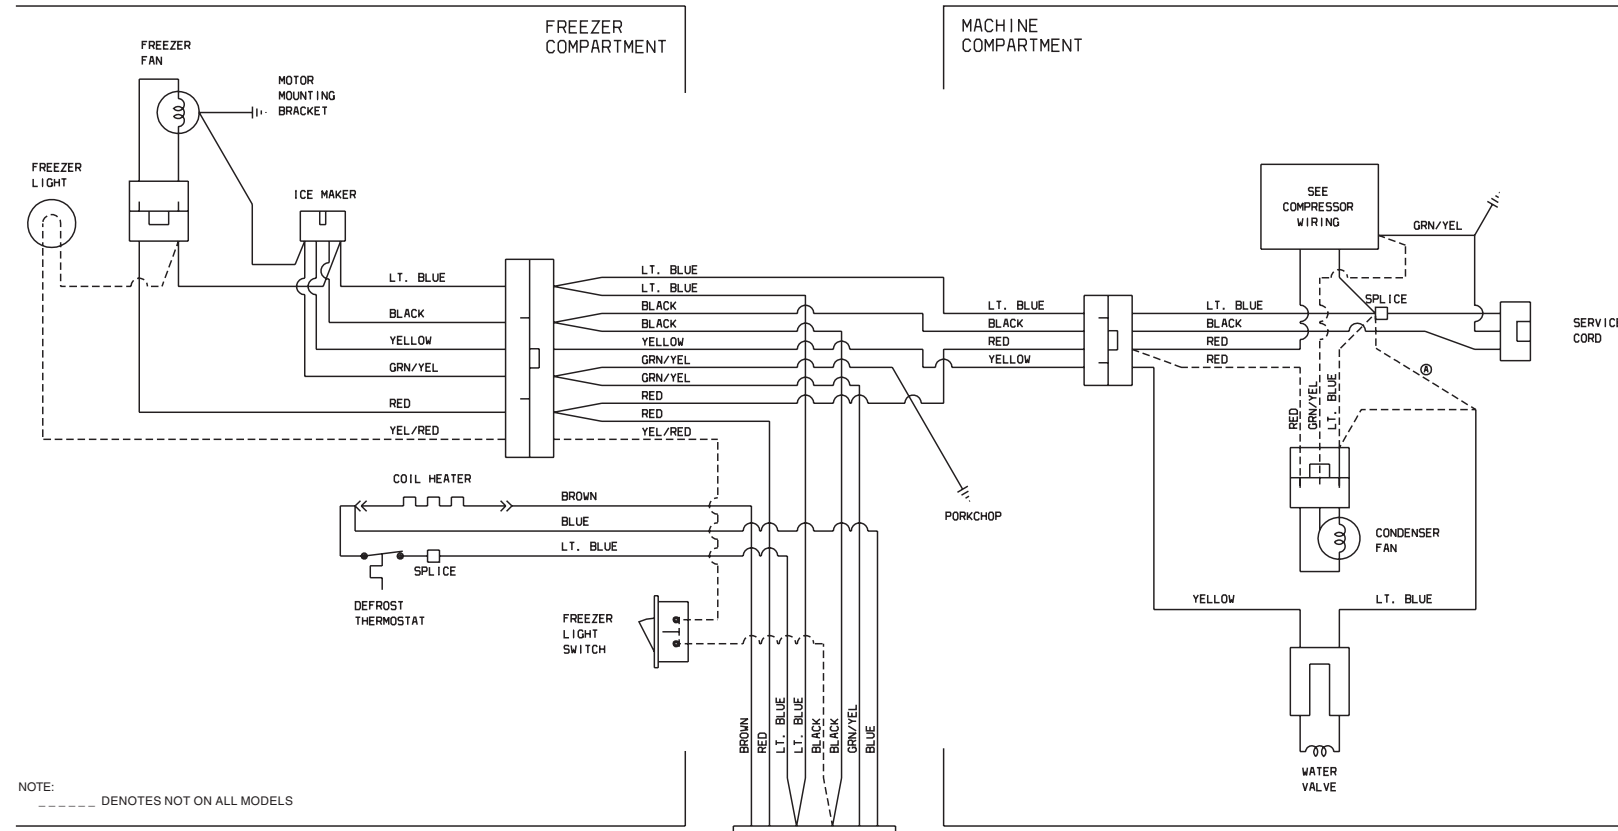 FREEZER
COMPARTMENT
MACHINE
COMPARTMENT
FREEZER
FAN
MOTOR
MOUNTING
BRACKET
FREEZER
LIGHT
ICE MAKER
SEE
COMPRESSOR
WIRING
GRN/YEL
LT. BLUE
BLACK
YELLOW
GRN/YEL
RED
YEL/RED
LT. BLUE
LT. BLUE
BLACK
BLACK
YELLOW
GRN/YEL
GRN/YEL
RED
RED
YEL/RED
LT. BLUE
BLACK
RED
YELLOW
LT. BLUE
BLACK
RED
SPLICE
SERVICE
CORD
A
RED
GRN/YEL
LT. BLUE
COIL HEATER
BROWN
BLUE
LT. BLUE
SPLICE
DEFROST
THERMOSTAT
PORKCHOP
CONDENSER
FAN
FREEZER
LIGHT
SWITCH
YELLOW
LT. BLUE
BROWN
RED
LT. BLUE
LT. BLUE
BLACK
BLACK
GRN/YEL
BLUE
WATER
VALVE
NOTE:
______ DENOTES NOT ON ALL MODELS